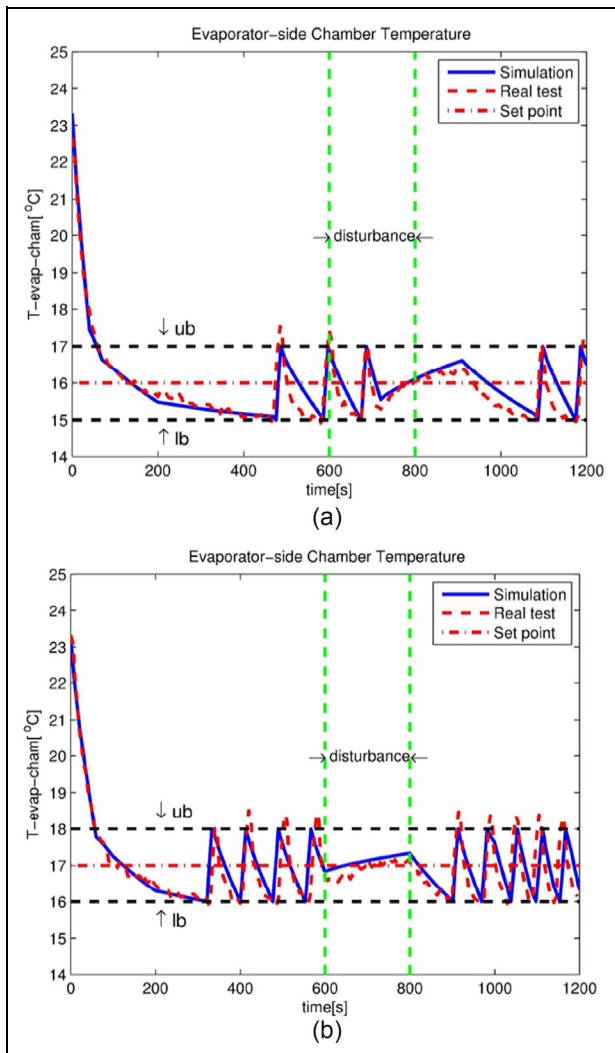 Evaporator-side Chamber Temperature
25
24
23
22
21
20
19
18
17
16
15
14
T-evap-cham[ °C]
Simulation
Real test
Set point
→ disturbance ←
↓ ub
↑ lb
0 200 400 600 800 1000 1200
time[s]
(a)
Evaporator-side Chamber Temperature
25
24
23
22
21
20
19
18
17
16
15
14
T-evap-cham[ °C]
Simulation
Real test
Set point
→ disturbance ←
↓ ub
↑ lb
0 200 400 600 800 1000 1200
time[s]
(b)